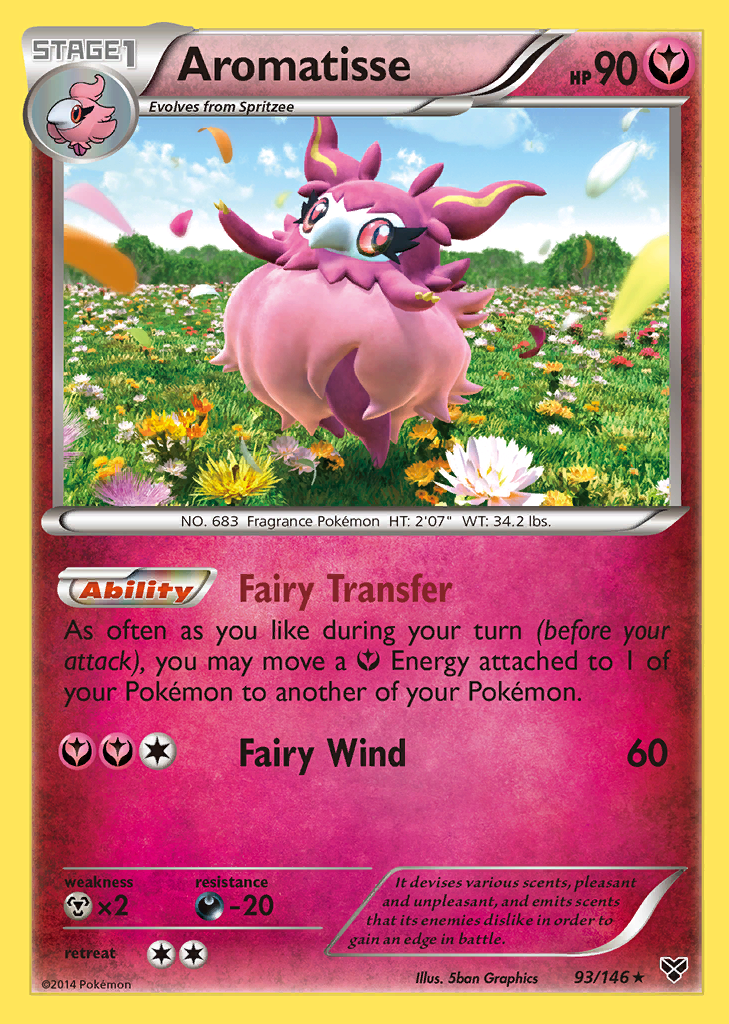 STAGE1
Aromatisse
HP 90
Evolves from Spritzee
NO. 683 Fragrance Pokémon HT: 2'07" WT: 34.2 lbs.
Ability Fairy Transfer
As often as you like during your turn (before your
attack), you may move a Energy attached to 1 of
your Pokémon to another of your Pokémon.
Fairy Wind 60
weakness resistance
×2 -20
retreat
It devises various scents, pleasant
and unpleasant, and emits scents
that its enemies dislike in order to
gain an edge in battle.
©2014 Pokémon
Illus. 5ban Graphics 93/146★